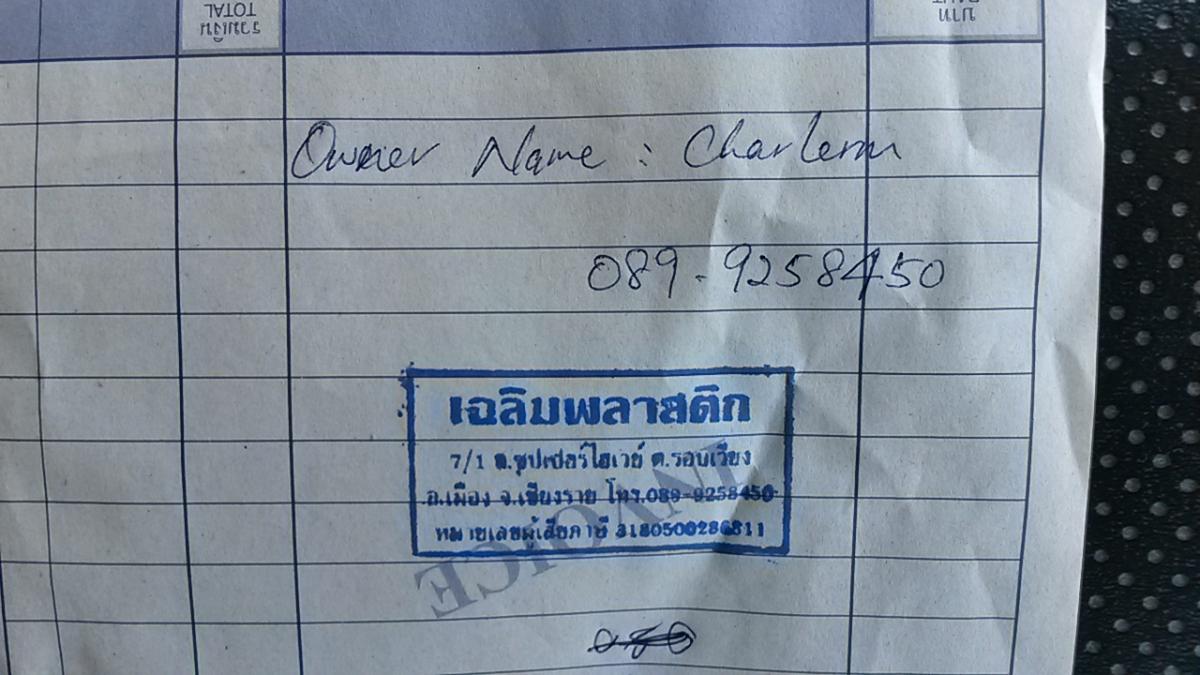 รวมเงิน
TOTAL
บาท
BAHT
Owner Name : Charlerm
089-9258450
เฉลิมพลาสติก
7/1 ถ.ซุปเปอร์ไฮเวย์ ต.รอบเวียง
อ.เมือง จ.เชียงราย โทร.089-9258450
หมายเลขผู้เสียภาษี 3180500286811
INVOICE